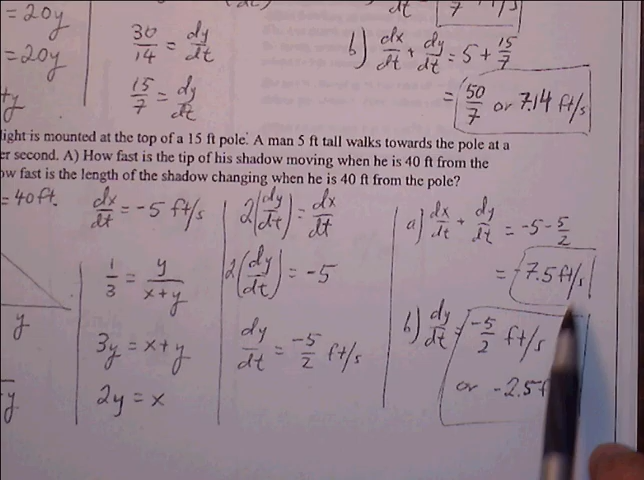 = 20y
= 20y
30/14 = dy/dt
15/7 = dy/dt
b) dx/dt + dy/dt = 5 + 15/7
= 50/7 or 7.14 ft/s
light is mounted at the top of a 15 ft pole. A man 5 ft tall walks towards the pole at a
er second. A) How fast is the tip of his shadow moving when he is 40 ft from the
ow fast is the length of the shadow changing when he is 40 ft from the pole?
= 40 ft.
dx/dt = -5 ft/s
1/3 = y/(x+y)
3y = x+y
2y = x
y
y
2(dy/dt) = dx/dt
2(dy/dt) = -5
dy/dt = -5/2 ft/s
a) dx/dt + dy/dt = -5 - 5/2
= -7.5 ft/s
b) dy/dt = -5/2 ft/s
or -2.5 f